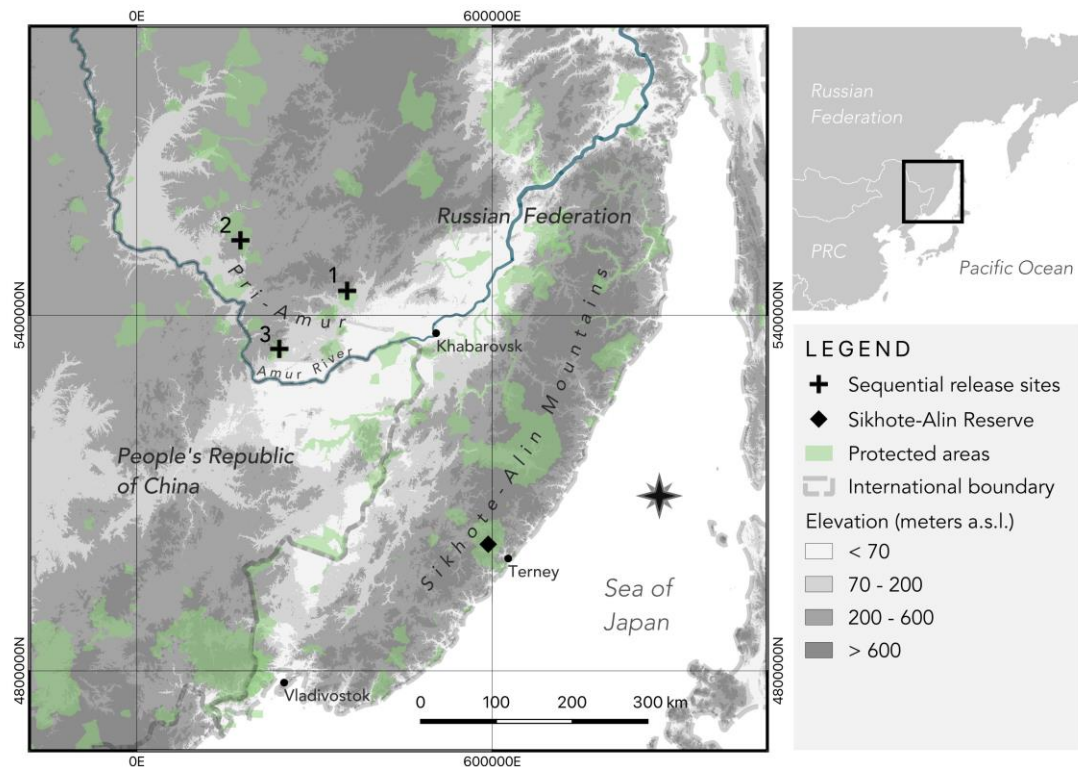 0E
600000E
5400000N
4800000N
2
1
3
Pri-Amur
Amur River
Russian Federation
Khabarovsk
People's Republic
of China
Sikhote-Alin Mountains
Terney
Sea of
Japan
Vladivostok
0 100 200 300 km
0E
600000E
5400000N
4800000N
Russian
Federation
PRC
Pacific Ocean
LEGEND
Sequential release sites
Sikhote-Alin Reserve
Protected areas
International boundary
Elevation (meters a.s.l.)
< 70
70 - 200
200 - 600
> 600